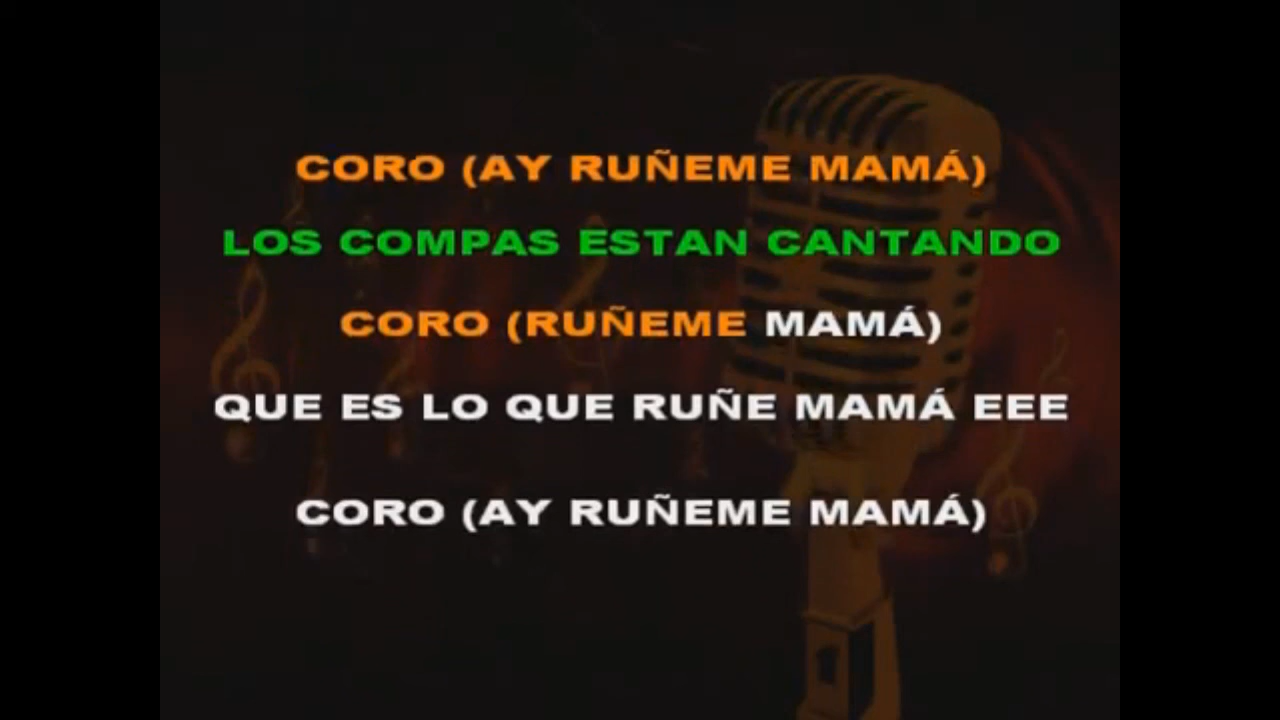 CORO (AY RUÑEME MAMÁ)
LOS COMPAS ESTAN CANTANDO
CORO (RUÑEME MAMÁ)
QUE ES LO QUE RUÑE MAMÁ EEE
CORO (AY RUÑEME MAMÁ)